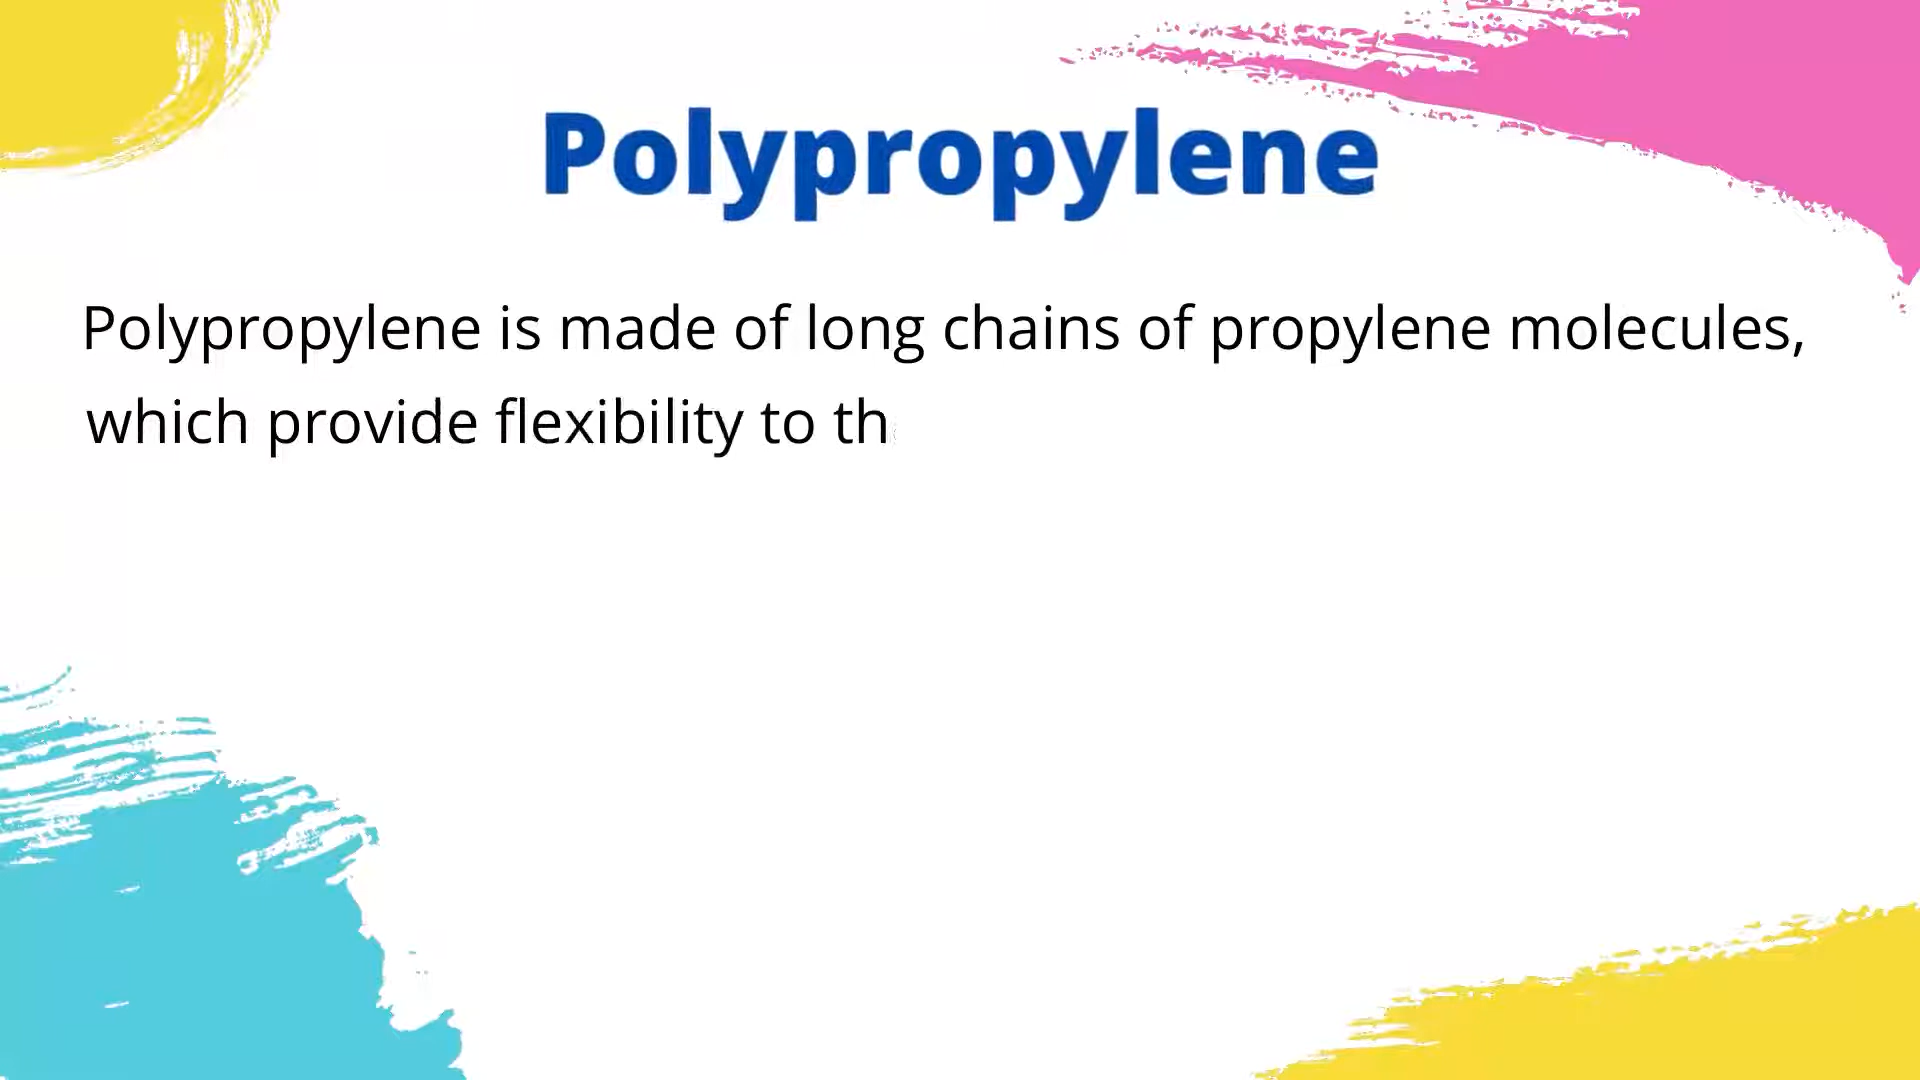 Polypropylene
Polypropylene is made of long chains of propylene molecules,
which provide flexibility to th